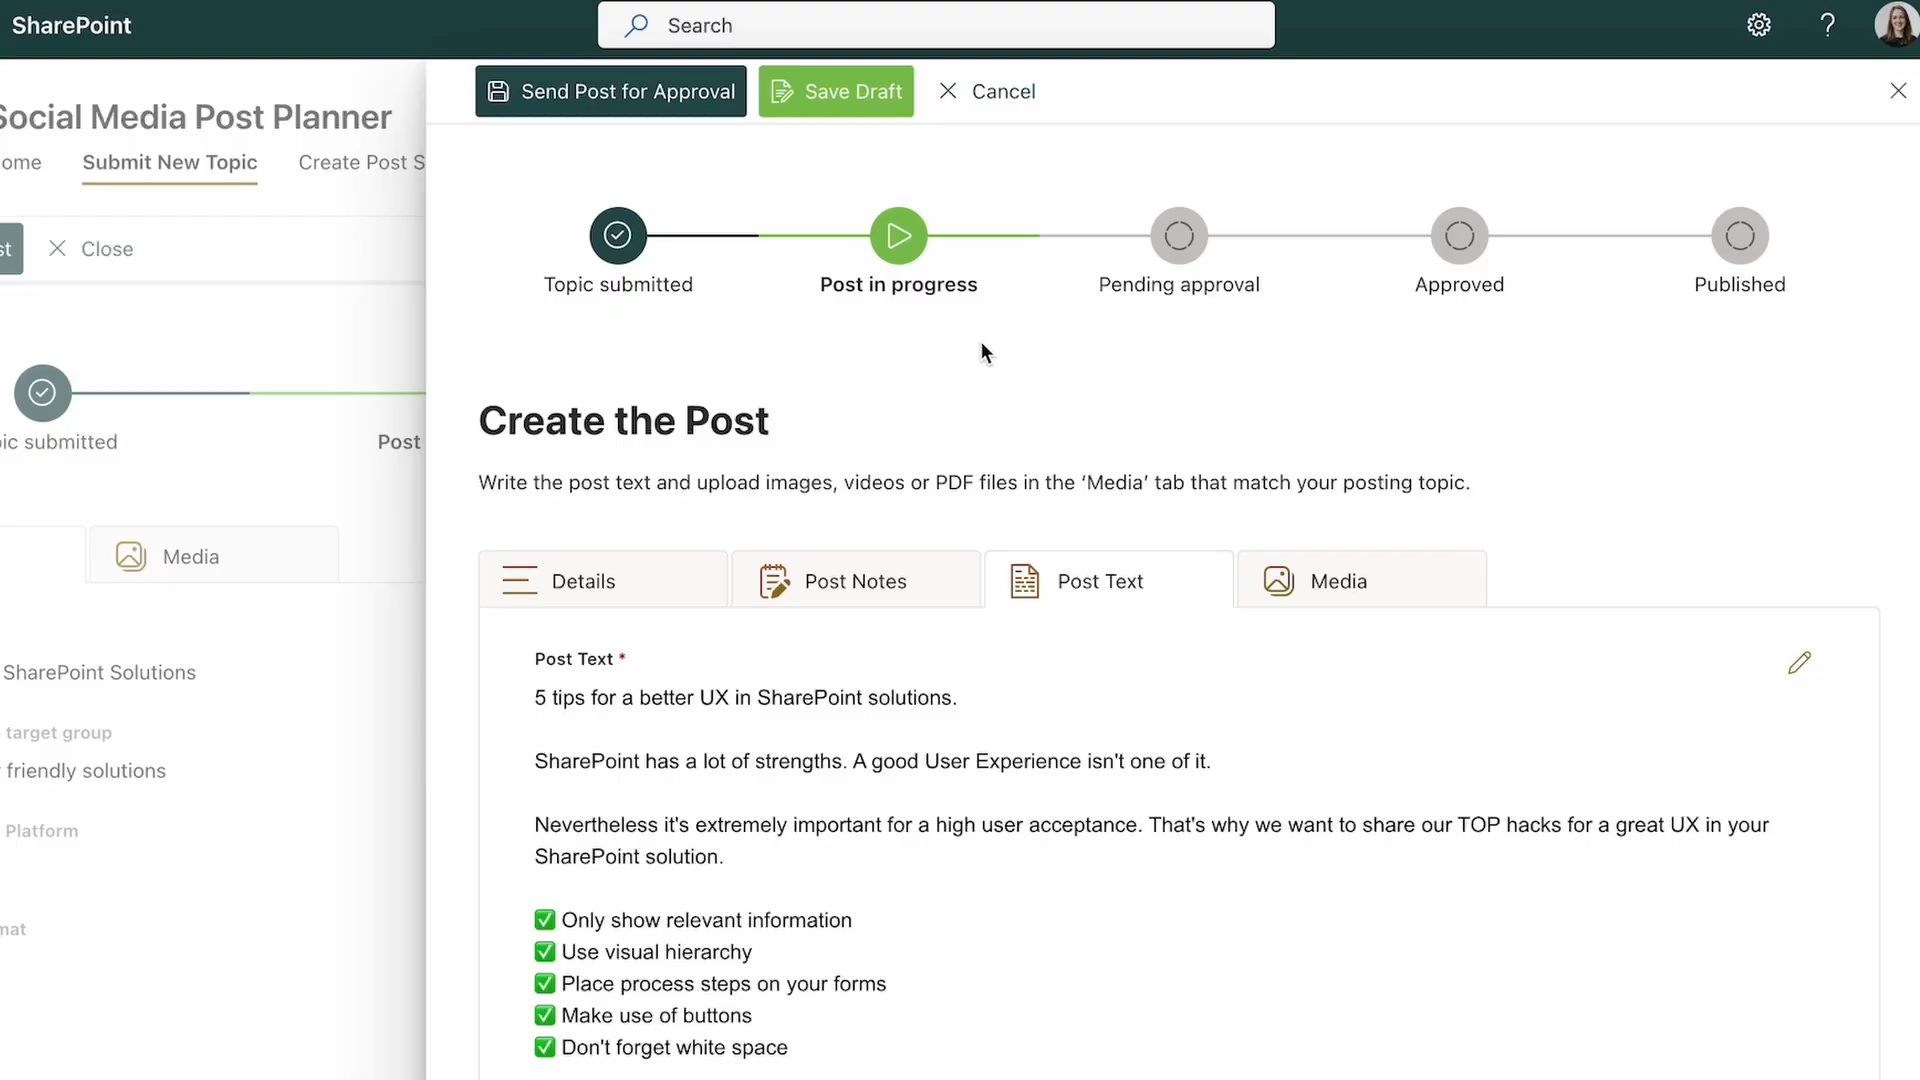 SharePoint
Search
Social Media Post Planner
ome
Submit New Topic
Create Post S
st
Close
ic submitted
Post
Media
SharePoint Solutions
target group
friendly solutions
Platform
mat
Send Post for Approval
Save Draft
Cancel
Topic submitted
Post in progress
Pending approval
Approved
Published
Create the Post
Write the post text and upload images, videos or PDF files in the ‘Media’ tab that match your posting topic.
Details
Post Notes
Post Text
Media
Post Text *
5 tips for a better UX in SharePoint solutions.
SharePoint has a lot of strengths. A good User Experience isn't one of it.
Nevertheless it's extremely important for a high user acceptance. That's why we want to share our TOP hacks for a great UX in your
SharePoint solution.
✅ Only show relevant information
✅ Use visual hierarchy
✅ Place process steps on your forms
✅ Make use of buttons
✅ Don't forget white space